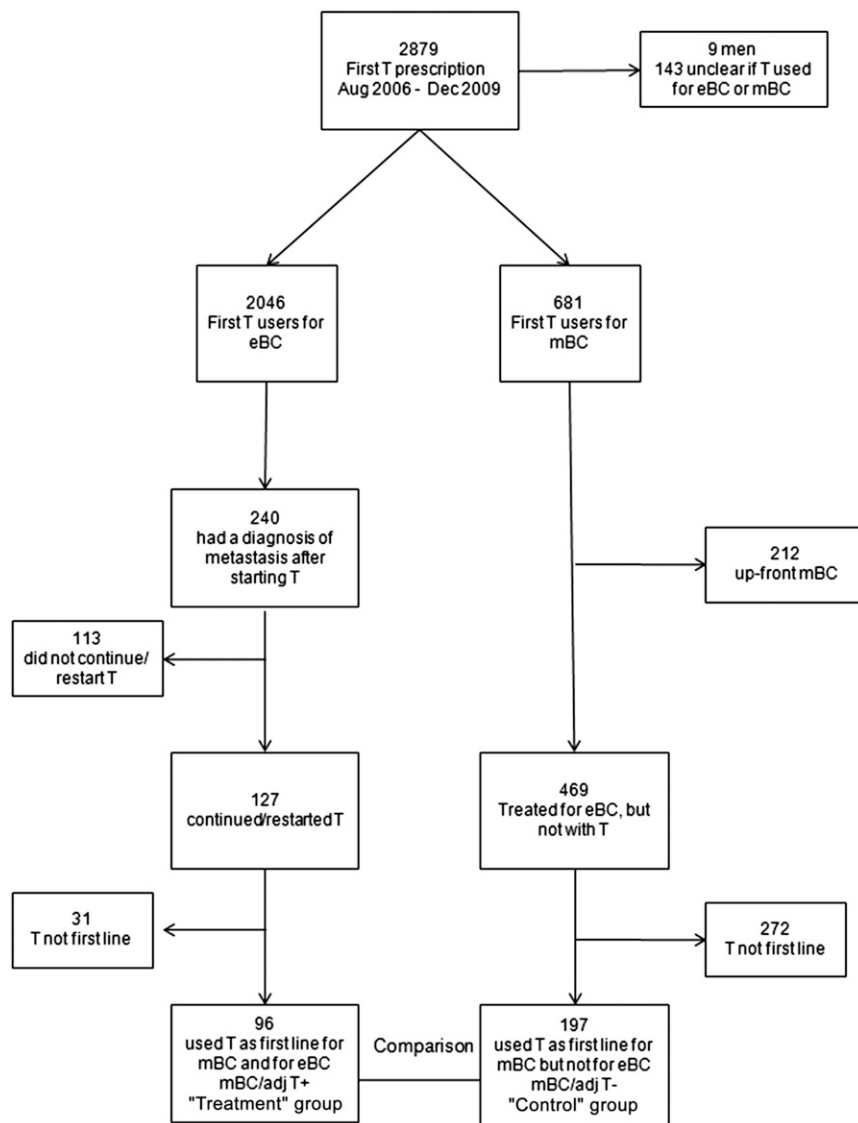 2879
First T prescription
Aug 2006 - Dec 2009
9 men
143 unclear if T used
for eBC or mBC
2046
First T users for
eBC
681
First T users for
mBC
240
had a diagnosis of
metastasis after
starting T
212
up-front mBC
113
did not continue/
restart T
127
continued/restarted T
469
Treated for eBC, but
not with T
31
T not first line
272
T not first line
96
used T as first line for
mBC and for eBC
mBC/adj T+
"Treatment" group
Comparison
197
used T as first line for
mBC but not for eBC
mBC/adj T-
"Control" group